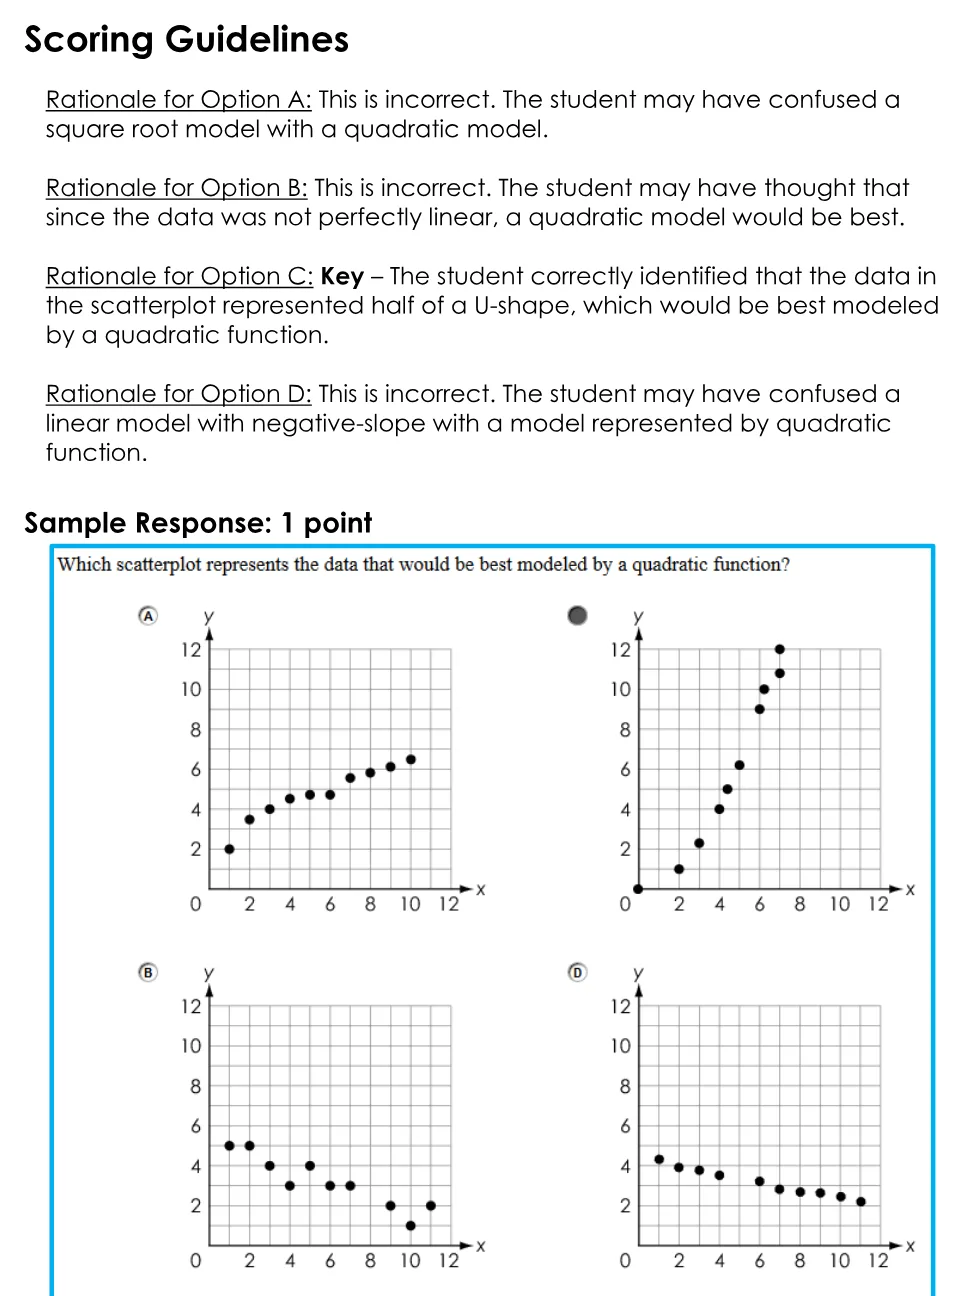 Scoring Guidelines
Rationale for Option A: This is incorrect. The student may have confused a
square root model with a quadratic model.
Rationale for Option B: This is incorrect. The student may have thought that
since the data was not perfectly linear, a quadratic model would be best.
Rationale for Option C: Key – The student correctly identified that the data in
the scatterplot represented half of a U-shape, which would be best modeled
by a quadratic function.
Rationale for Option D: This is incorrect. The student may have confused a
linear model with negative-slope with a model represented by quadratic
function.
Sample Response: 1 point
Which scatterplot represents the data that would be best modeled by a quadratic function?
A
y
12
10
8
6
4
2
0 2 4 6 8 10 12
x
y
12
10
8
6
4
2
0 2 4 6 8 10 12
x
B
y
12
10
8
6
4
2
0 2 4 6 8 10 12
x
D
y
12
10
8
6
4
2
0 2 4 6 8 10 12
x